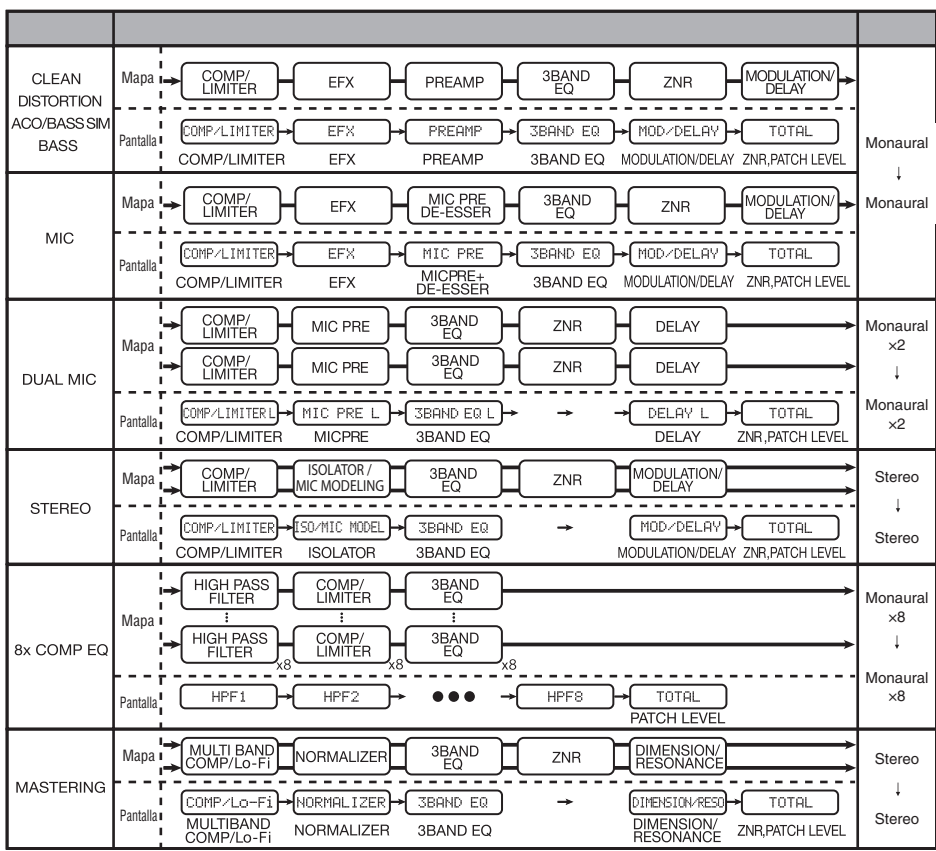 CLEAN
DISTORTION
ACO/BASS SIM
BASS
Mapa
COMP/
LIMITER
EFX
PREAMP
3BAND
EQ
ZNR
MODULATION/
DELAY
Pantalla
COMP/LIMITER
EFX
PREAMP
3BAND EQ
MOD/DELAY
TOTAL
COMP/LIMITER
EFX
PREAMP
3BAND EQ
MODULATION/DELAY
ZNR,PATCH LEVEL
Monaural
↓
Monaural
MIC
Mapa
COMP/
LIMITER
EFX
MIC PRE
DE-ESSER
3BAND
EQ
ZNR
MODULATION/
DELAY
Pantalla
COMP/LIMITER
EFX
MIC PRE
3BAND EQ
MOD/DELAY
TOTAL
COMP/LIMITER
EFX
MICPRE+
DE-ESSER
3BAND EQ
MODULATION/DELAY
ZNR,PATCH LEVEL
DUAL MIC
Mapa
COMP/
LIMITER
MIC PRE
3BAND
EQ
ZNR
DELAY
COMP/
LIMITER
MIC PRE
3BAND
EQ
ZNR
DELAY
Pantalla
COMP/LIMITER L
MIC PRE L
3BAND EQ L
→
DELAY L
TOTAL
COMP/LIMITER
MICPRE
3BAND EQ
DELAY
ZNR,PATCH LEVEL
Monaural
×2
↓
Monaural
×2
STEREO
Mapa
COMP/
LIMITER
ISOLATOR /
MIC MODELING
3BAND
EQ
ZNR
MODULATION/
DELAY
Pantalla
COMP/LIMITER
ISO/MIC MODEL
3BAND EQ
→
MOD/DELAY
TOTAL
COMP/LIMITER
ISOLATOR
3BAND EQ
MODULATION/DELAY
ZNR,PATCH LEVEL
Stereo
↓
Stereo
8x COMP EQ
Mapa
HIGH PASS
FILTER
COMP/
LIMITER
3BAND
EQ
HIGH PASS
FILTER
x8
COMP/
LIMITER
x8
3BAND
EQ
x8
Pantalla
HPF1
HPF2
●●●
HPF8
TOTAL
PATCH LEVEL
Monaural
×8
↓
Monaural
×8
MASTERING
Mapa
MULTI BAND
COMP/Lo-Fi
NORMALIZER
3BAND
EQ
ZNR
DIMENSION/
RESONANCE
Pantalla
COMP/Lo-Fi
NORMALIZER
3BAND EQ
→
DIMENSION/RESO
TOTAL
MULTIBAND
COMP/Lo-Fi
NORMALIZER
3BAND EQ
DIMENSION/
RESONANCE
ZNR,PATCH LEVEL
Stereo
↓
Stereo